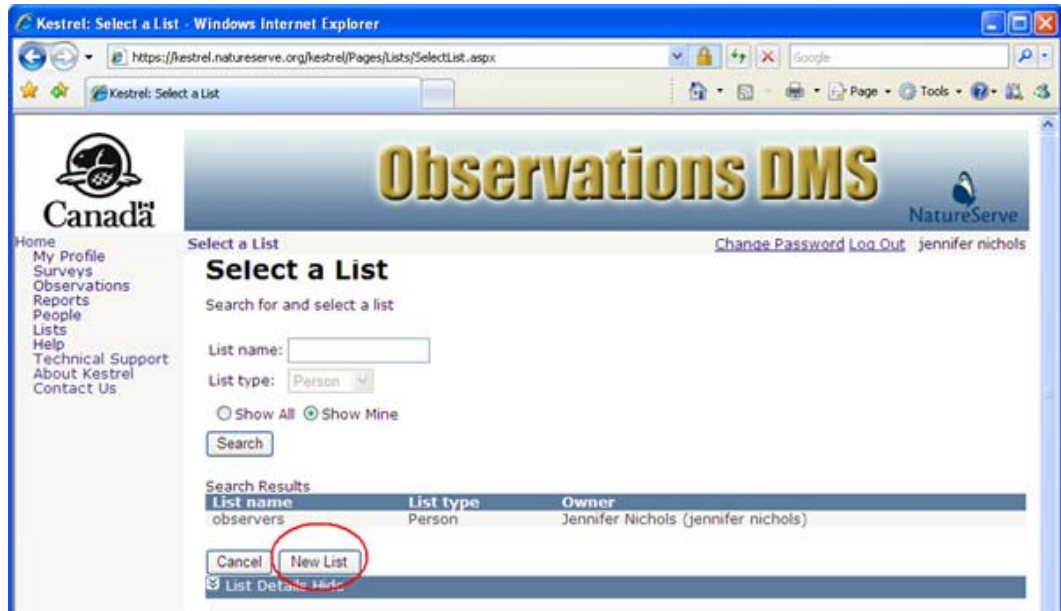 Kestrel: Select a List - Windows Internet Explorer
https://kestrel.natureserve.org/kestrel/Pages/Lists/SelectList.aspx
Google
Kestrel: Select a List
Page
Tools
Canada
Observations DMS
NatureServe
Home
My Profile
Surveys
Observations
Reports
People
Lists
Help
Technical Support
About Kestrel
Contact Us
Select a List
Change Password Log Out jennifer nichols
Select a List
Search for and select a list
List name:
List type: Person
Show All Show Mine
Search
Search Results
List name List type Owner
observers Person Jennifer Nichols (jennifer nichols)
Cancel New List
List Details Hide